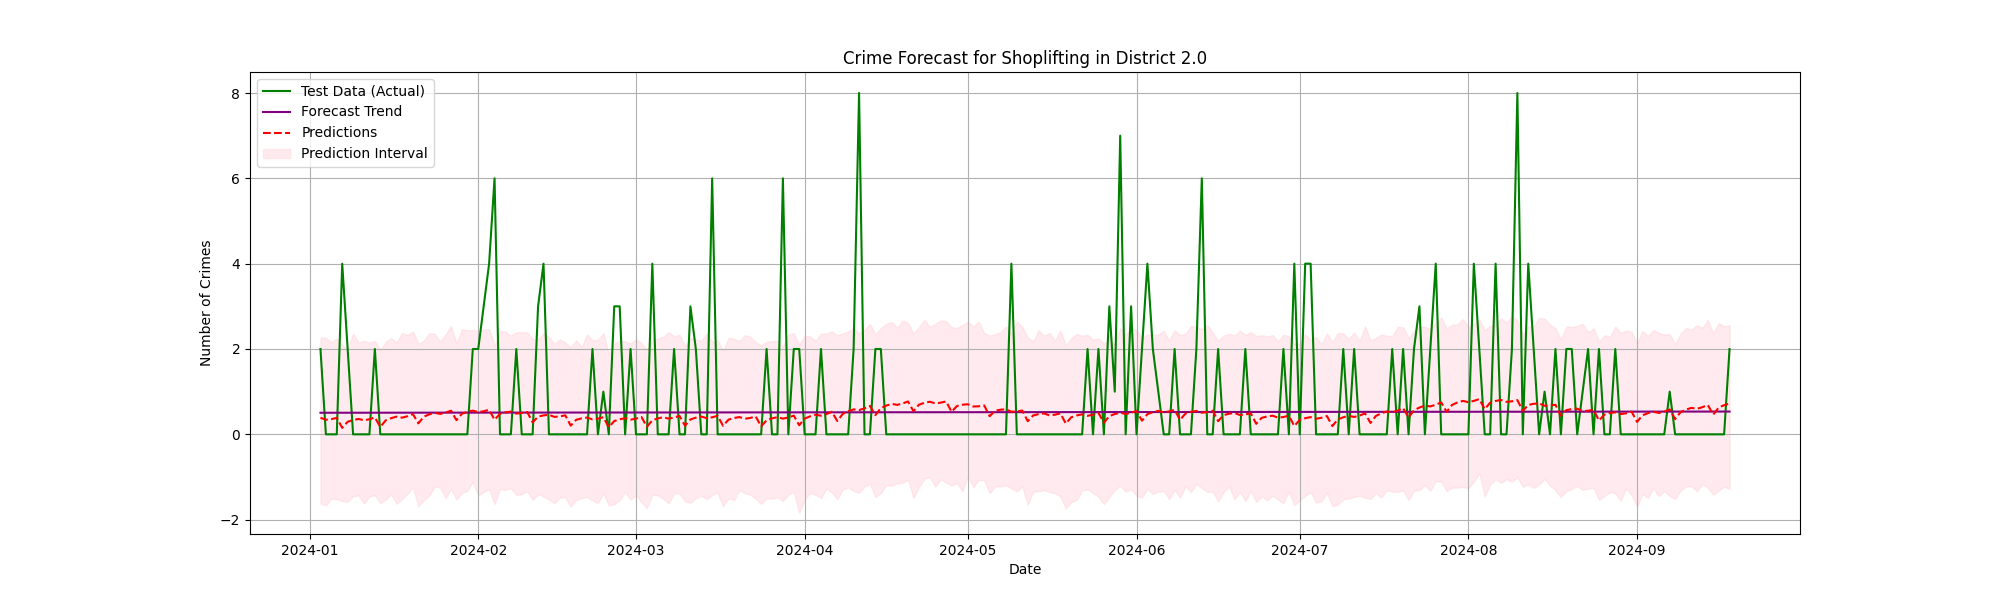 Crime Forecast for Shoplifting in District 2.0
Test Data (Actual)
Forecast Trend
Predictions
Prediction Interval
Number of Crimes
8
6
4
2
0
−2
2024-01 2024-02 2024-03 2024-04 2024-05 2024-06 2024-07 2024-08 2024-09
Date